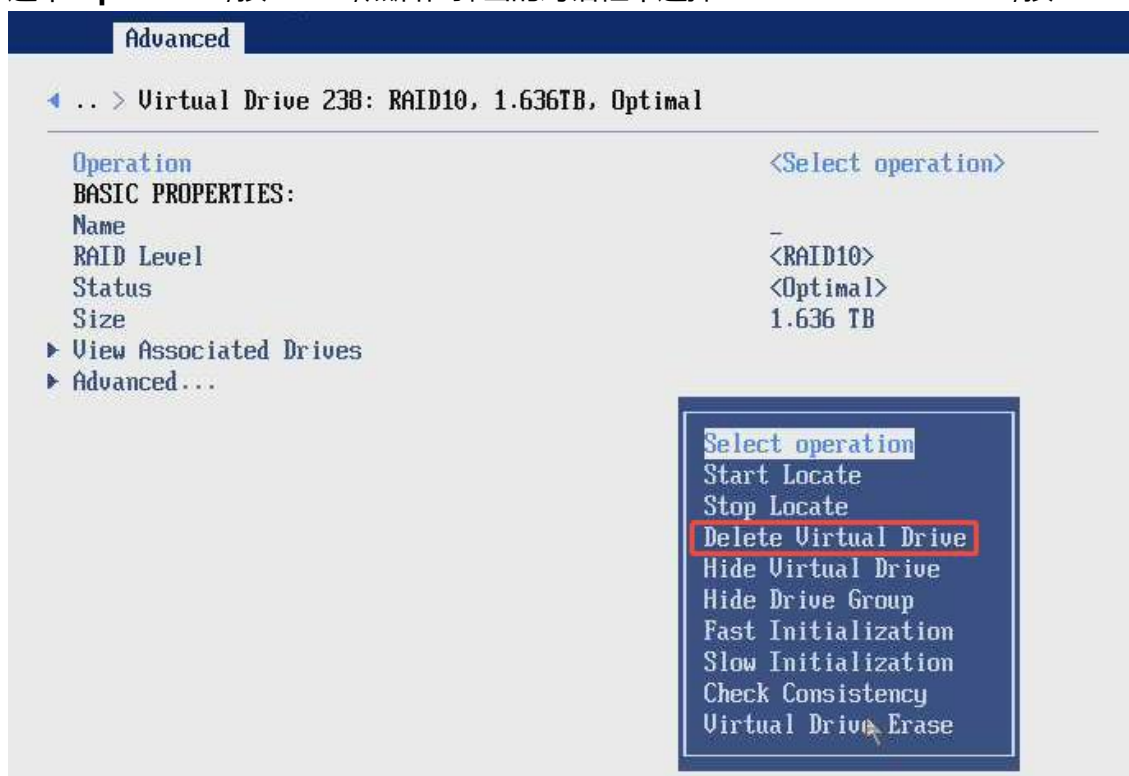 Advanced
.. > Virtual Drive 238: RAID10, 1.636TB, Optimal
Operation <Select operation>
BASIC PROPERTIES:
Name _
RAID Level <RAID10>
Status <Optimal>
Size 1.636 TB
View Associated Drives
Advanced...
Select operation
Start Locate
Stop Locate
Delete Virtual Drive
Hide Virtual Drive
Hide Drive Group
Fast Initialization
Slow Initialization
Check Consistency
Virtual Drive Erase